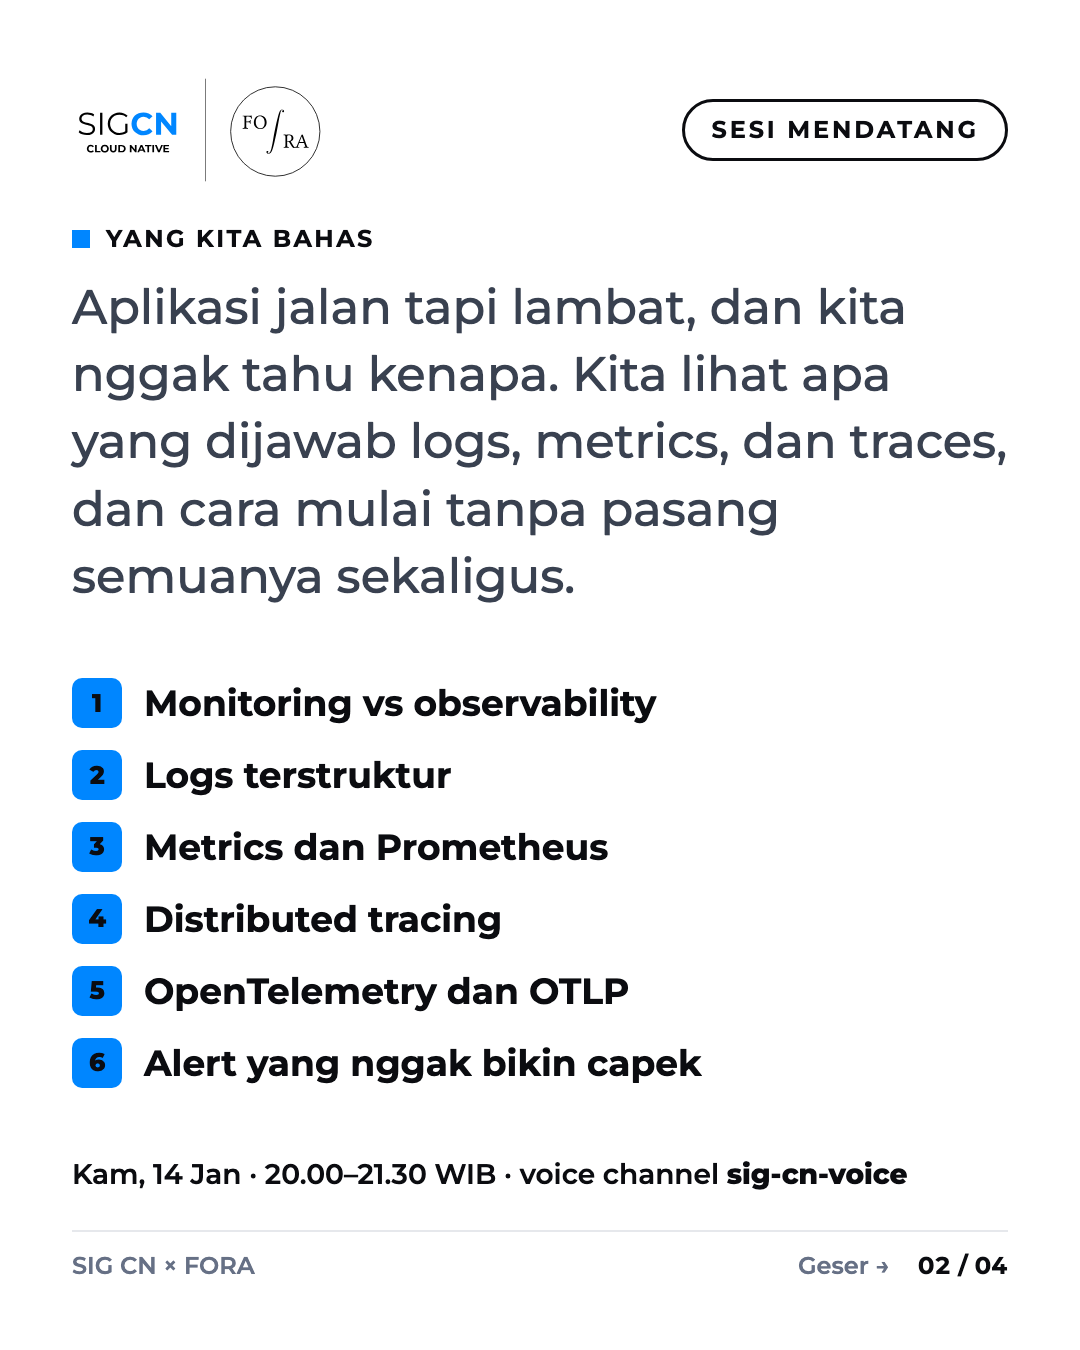 SIGCN
CLOUD NATIVE
FO∫RA
SESI MENDATANG
YANG KITA BAHAS
Aplikasi jalan tapi lambat, dan kita
nggak tahu kenapa. Kita lihat apa
yang dijawab logs, metrics, dan traces,
dan cara mulai tanpa pasang
semuanya sekaligus.
1 Monitoring vs observability
2 Logs terstruktur
3 Metrics dan Prometheus
4 Distributed tracing
5 OpenTelemetry dan OTLP
6 Alert yang nggak bikin capek
Kam, 14 Jan · 20.00–21.30 WIB · voice channel sig-cn-voice
SIG CN × FORA
Geser → 02 / 04